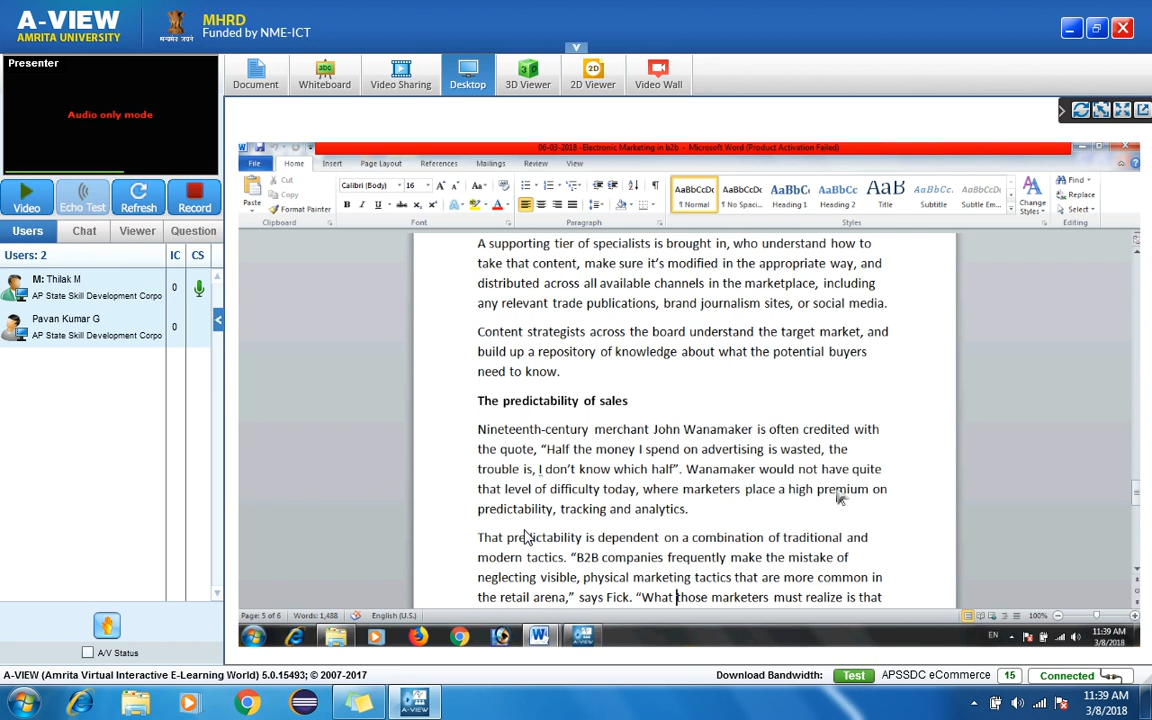 A-VIEW
AMRITA UNIVERSITY
MHRD
Funded by NME-ICT
Presenter
Audio only mode
Document
Whiteboard
Video Sharing
Desktop
3D Viewer
2D Viewer
Video Wall
Video
Echo Test
Refresh
Record
Users
Chat
Viewer
Question
Users: 2
IC
CS
M: Thilak M
AP State Skill Development Corpo
0
Pavan Kumar G
AP State Skill Development Corpo
0
A/V Status
06-03-2018 -Electronic Marketing in b2b - Microsoft Word (Product Activation Failed)
File
Home
Insert
Page Layout
References
Mailings
Review
View
Paste
Cut
Copy
Format Painter
Clipboard
Calibri (Body)
16
Font
Paragraph
AaBbCcDc
¶ Normal
AaBbCcDc
¶ No Spaci...
AaBbC
Heading 1
AaBbCc
Heading 2
AaB
Title
AaBbCc.
Subtitle
AaBbCcDc
Subtle Em...
Change
Styles
Styles
Find
Replace
Select
Editing
A supporting tier of specialists is brought in, who understand how to
take that content, make sure it's modified in the appropriate way, and
distributed across all available channels in the marketplace, including
any relevant trade publications, brand journalism sites, or social media.
Content strategists across the board understand the target market, and
build up a repository of knowledge about what the potential buyers
need to know.
The predictability of sales
Nineteenth-century merchant John Wanamaker is often credited with
the quote, “Half the money I spend on advertising is wasted, the
trouble is, I don't know which half”. Wanamaker would not have quite
that level of difficulty today, where marketers place a high premium on
predictability, tracking and analytics.
That predictability is dependent on a combination of traditional and
modern tactics. “B2B companies frequently make the mistake of
neglecting visible, physical marketing tactics that are more common in
the retail arena,” says Fick. “What those marketers must realize is that
Page: 5 of 6
Words: 1,488
English (U.S.)
100%
EN
11:39 AM
3/8/2018
A-VIEW (Amrita Virtual Interactive E-Learning World) 5.0.15493; © 2007-2017
Download Bandwidth:
Test
APSSDC eCommerce
15
Connected
11:39 AM
3/8/2018